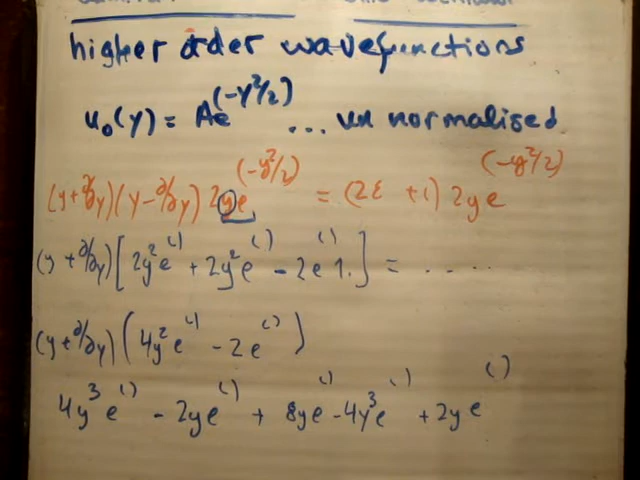 higher order wavefunctions
u₀(y) = Ae^(-y²/2) ... un normalised
(y+∂/∂y)(y-∂/∂y) 2ye^(-y²/2) = (2ε +1) 2ye^(-y²/2)
(y+∂/∂y)[2y²e^() + 2y²e^() - 2e^() 1.] = .....
(y+∂/∂y)(4y²e^() - 2e^())
4y³e^() - 2ye^() + 8ye^() - 4y³e^() + 2ye^()